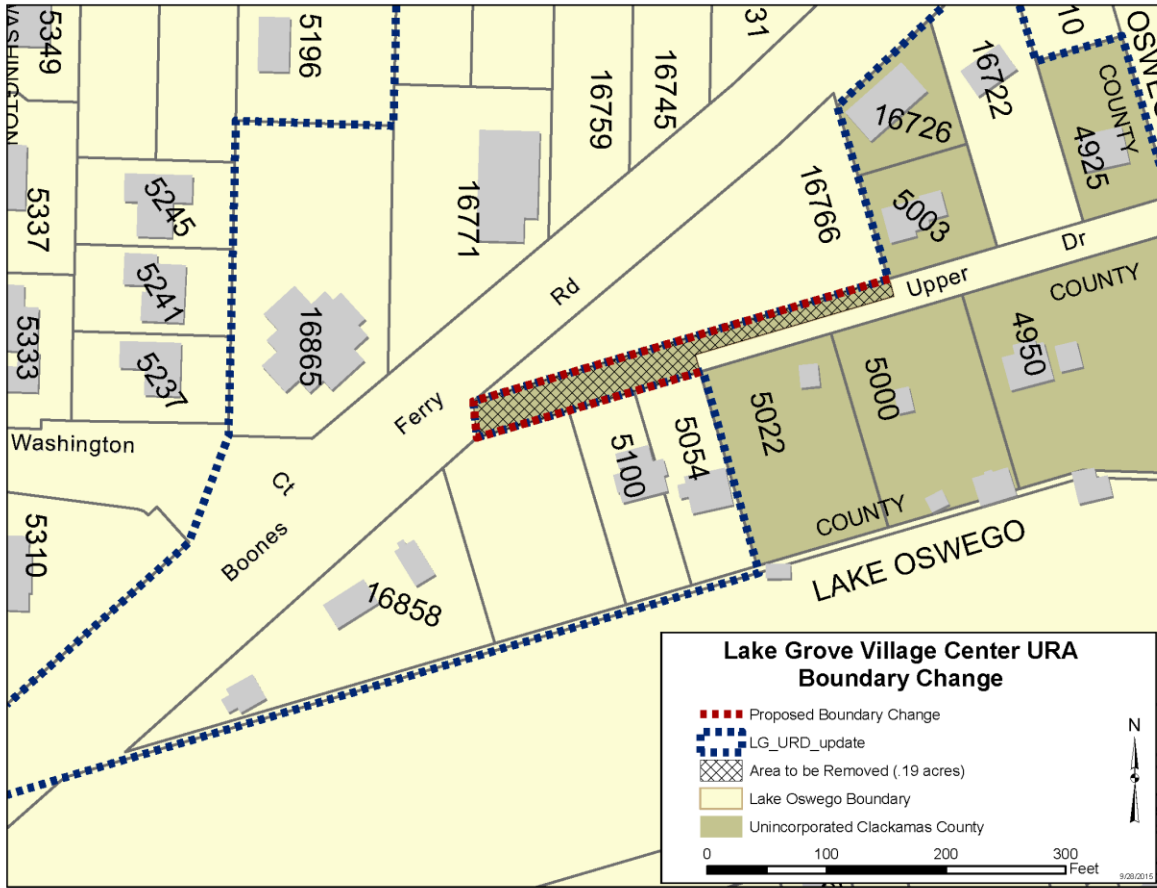 5349
WASHINGTON
5196
31
10
OSWEGO
16722
COUNTY
4925
16745
16759
16726
5337
5245
16771
16766
5003
Dr
Upper
COUNTY
5241
Rd
5333
16865
4950
5237
Ferry
5022
5000
Washington
5100
5054
Ct
COUNTY
Boones
LAKE OSWEGO
5310
16858
Lake Grove Village Center URA
Boundary Change
Proposed Boundary Change
LG_URD_update
Area to be Removed (.19 acres)
Lake Oswego Boundary
Unincorporated Clackamas County
N
0 100 200 300
Feet
9/28/2015